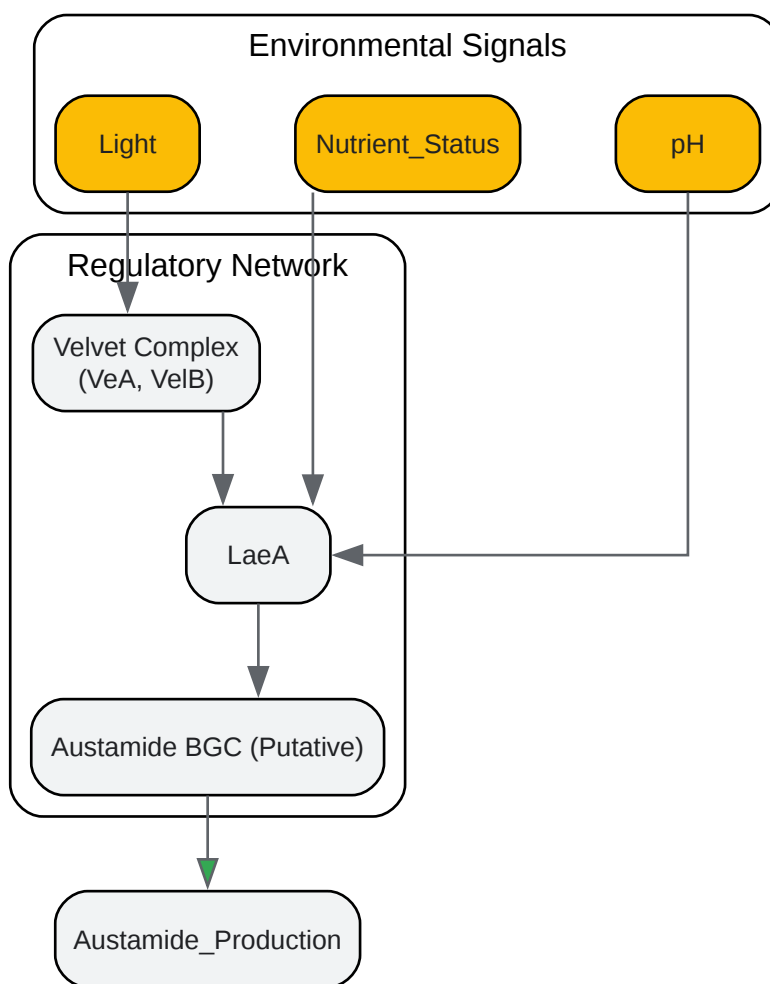 Environmental Signals
Light
Nutrient_Status
pH
Regulatory Network
Velvet Complex
(VeA, VelB)
LaeA
Austamide BGC (Putative)
Austamide_Production